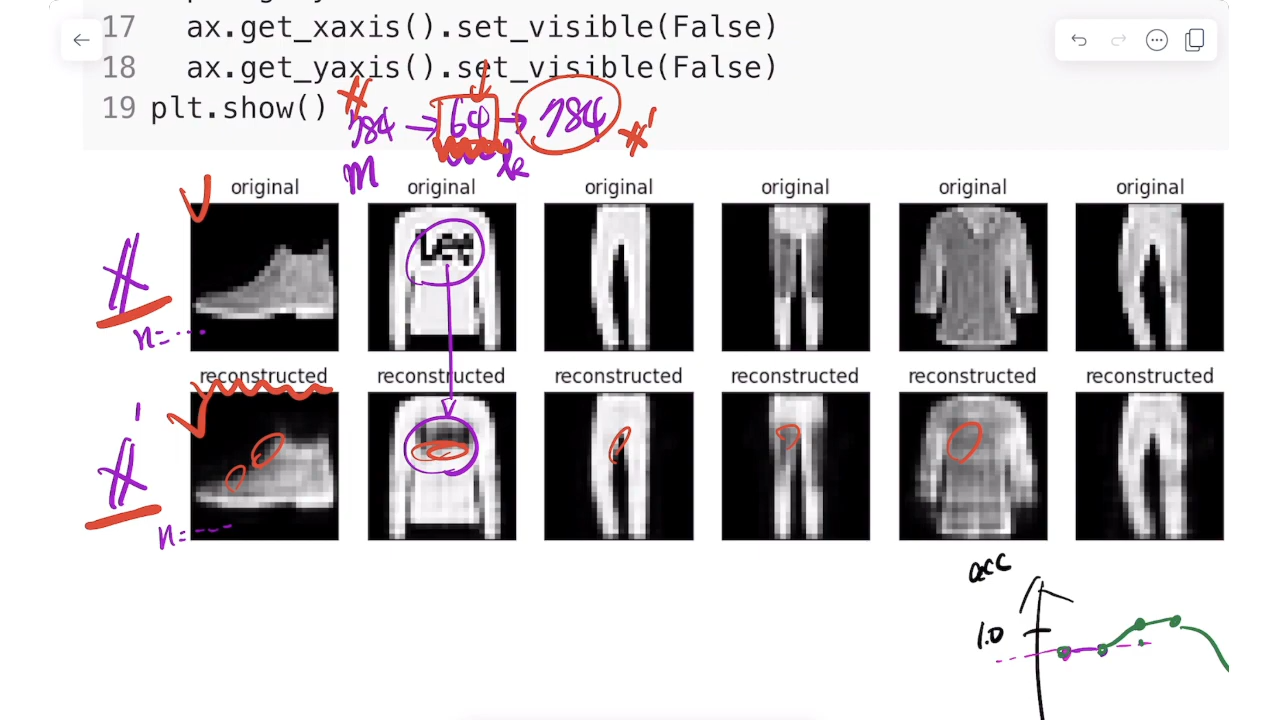 17 ax.get_xaxis().set_visible(False)
18 ax.get_yaxis().set_visible(False)
19 plt.show()
784 → 64 → 784
m k
original original original original original original
n=...
reconstructed reconstructed reconstructed reconstructed reconstructed reconstructed
n=---
acc
1.0